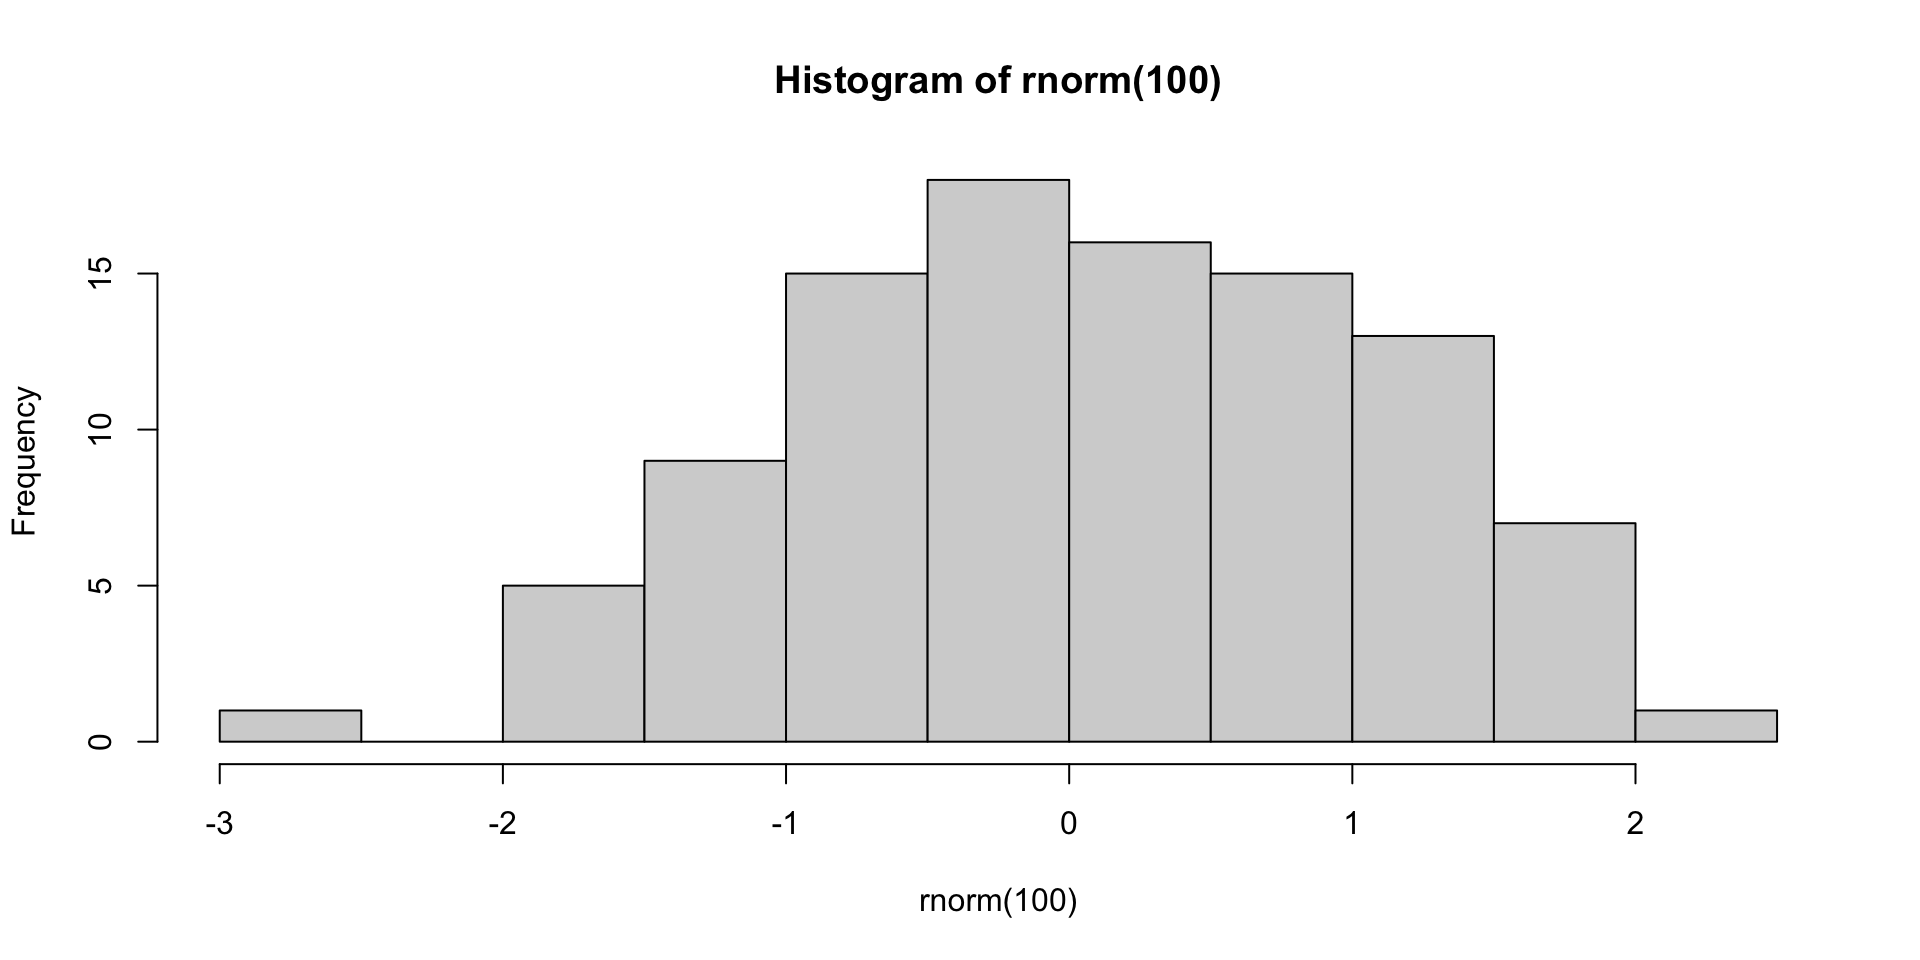 Histogram of rnorm(100)
Frequency
15
10
5
0
-3 -2 -1 0 1 2
rnorm(100)